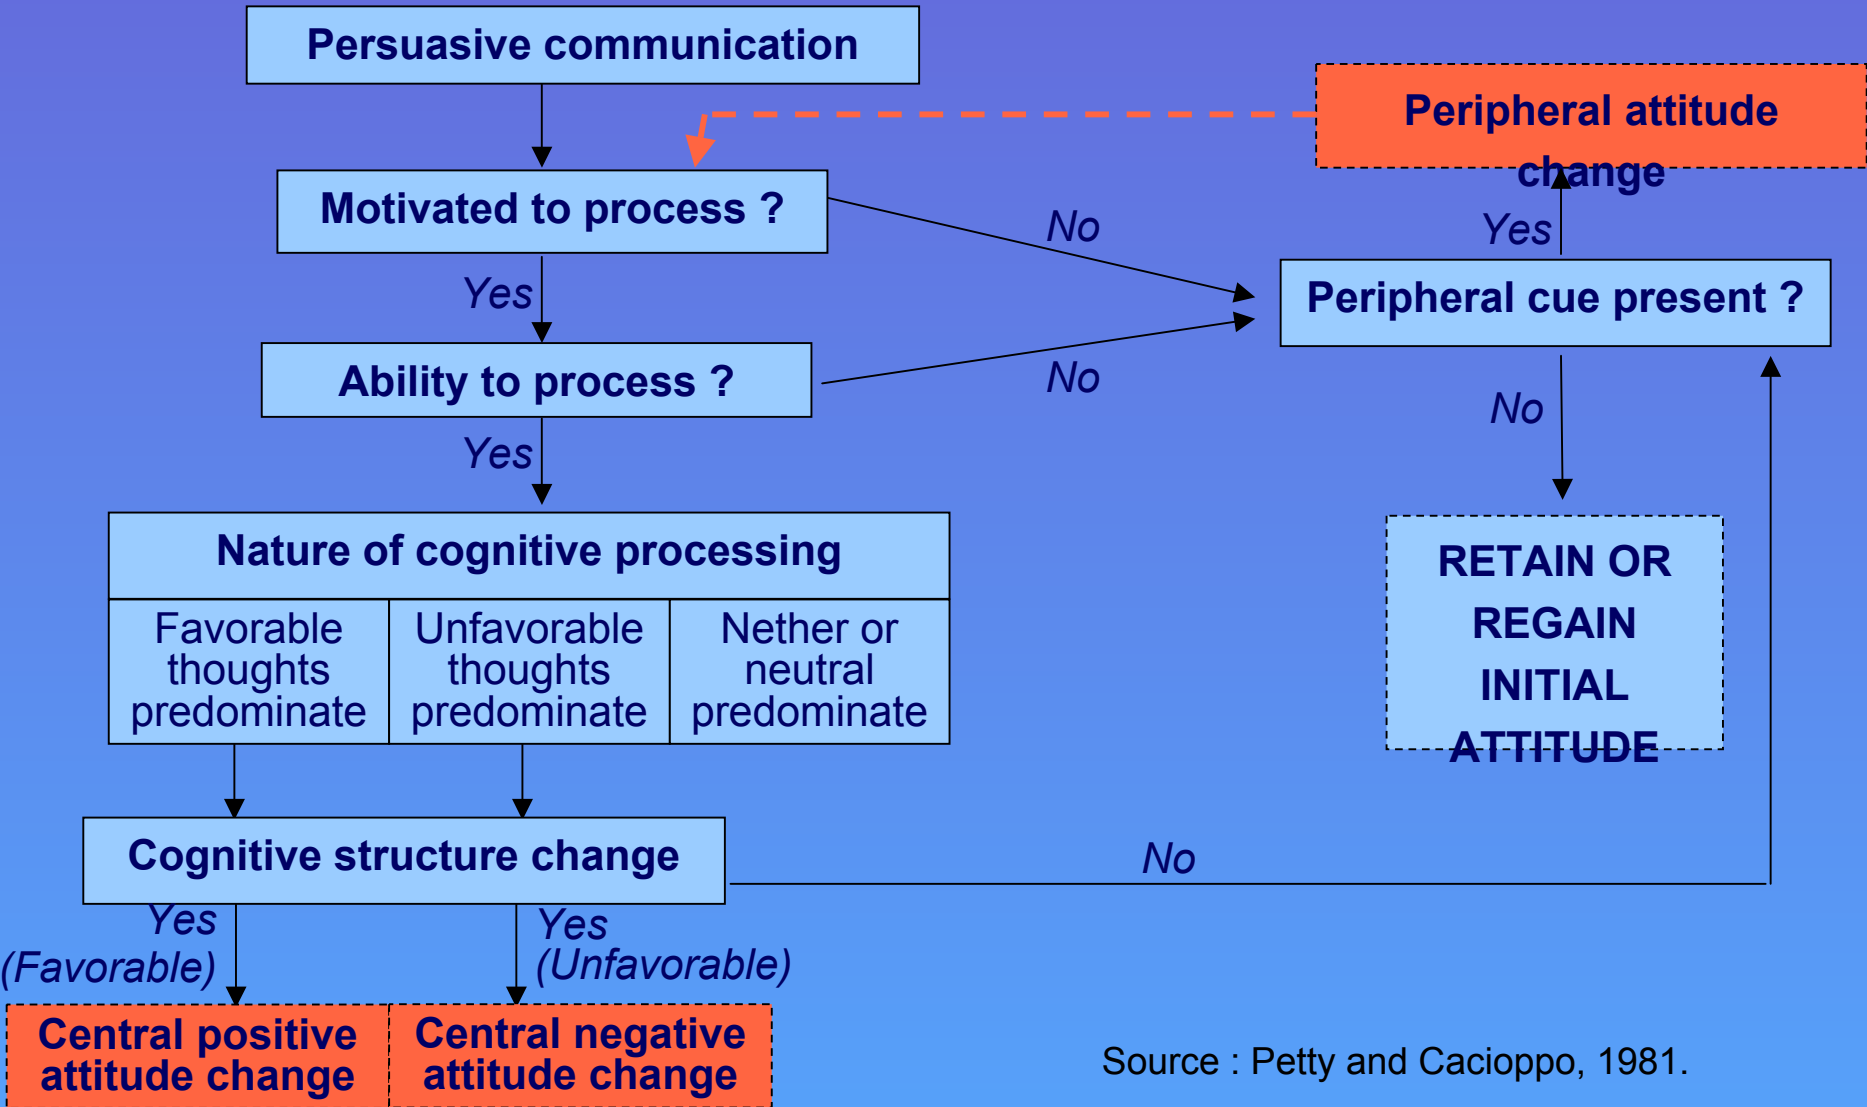 Persuasive communication
Peripheral attitude
change
Motivated to process ?
No
Yes
Yes
Peripheral cue present ?
Ability to process ?
No
No
Yes
Nature of cognitive processing
Favorable
thoughts
predominate
Unfavorable
thoughts
predominate
Nether or
neutral
predominate
RETAIN OR
REGAIN
INITIAL
ATTITUDE
Cognitive structure change
No
Yes
(Favorable)
Yes
(Unfavorable)
Central positive
attitude change
Central negative
attitude change
Source : Petty and Cacioppo, 1981.